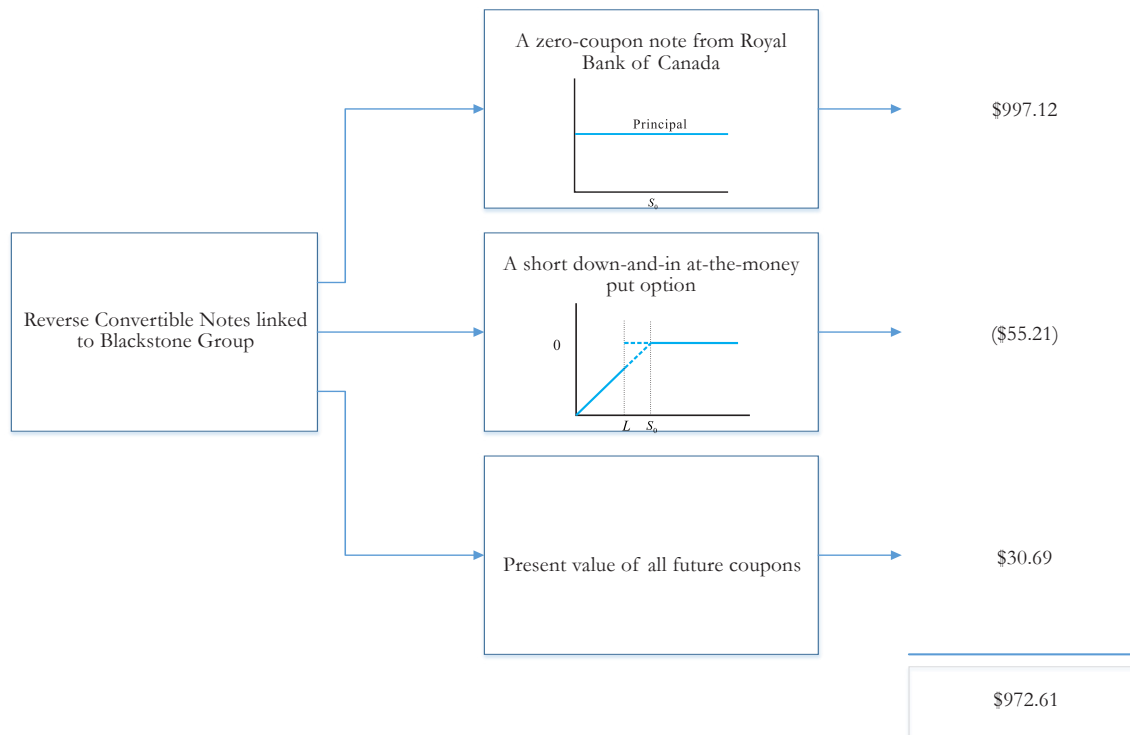 A zero-coupon note from Royal
Bank of Canada
Principal
S₀
$997.12
Reverse Convertible Notes linked
to Blackstone Group
A short down-and-in at-the-money
put option
0
L
S₀
($55.21)
Present value of all future coupons
$30.69
$972.61